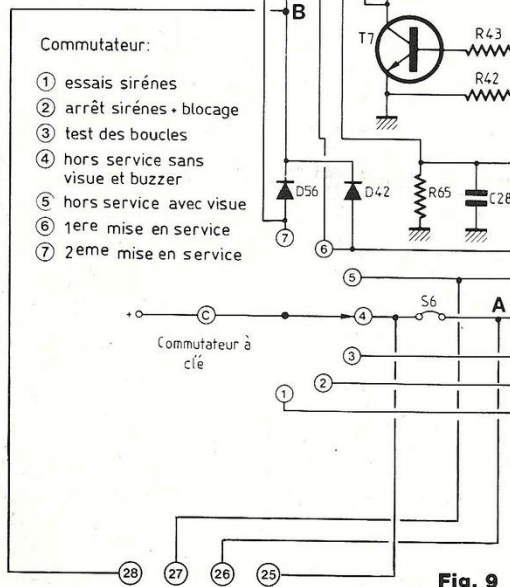 B
Commutateur:
① essais sirénes
② arrêt sirénes + blocage
③ test des boucles
④ hors service sans
visue et buzzer
⑤ hors service avec visue
⑥ 1ere mise en service
⑦ 2eme mise en service
T7
R43
R42
D56
D42
R65
C28
⑦
⑥
⑤
+
C
④
S6
A
Commutateur à
clé
③
②
①
28
27
26
25
Fig. 9